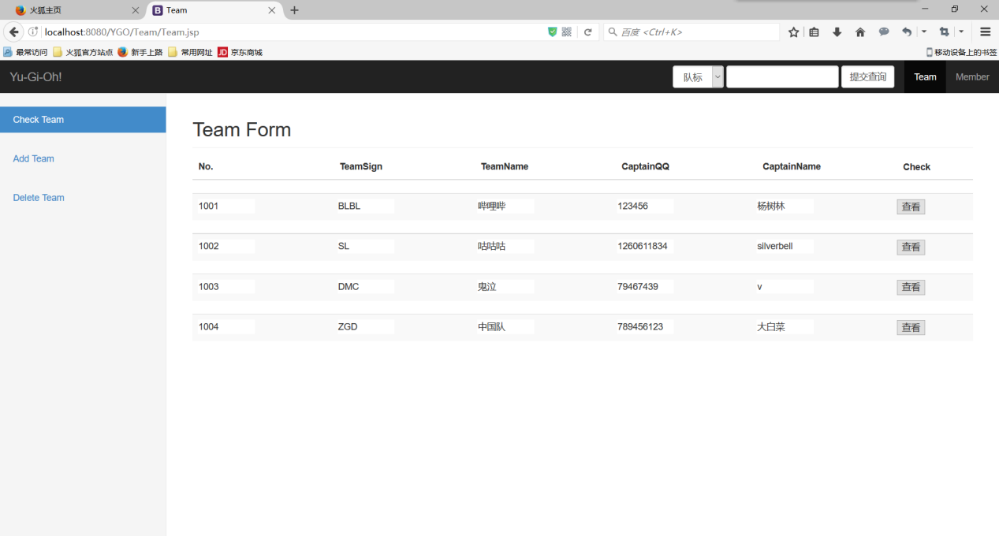 火狐主页 Team
localhost:8080/YGO/Team/Team.jsp 百度 <Ctrl+K>
最常访问 火狐官方站点 新手上路 常用网址 JD 京东商城 移动设备上的书签
Yu-Gi-Oh! 队标 提交查询 Team Member
Check Team
Add Team
Delete Team
Team Form
No. TeamSign TeamName CaptainQQ CaptainName Check
1001 BLBL 哔哩哔 123456 杨树林 查看
1002 SL 咕咕咕 1260611834 silverbell 查看
1003 DMC 鬼泣 79467439 v 查看
1004 ZGD 中国队 789456123 大白菜 查看